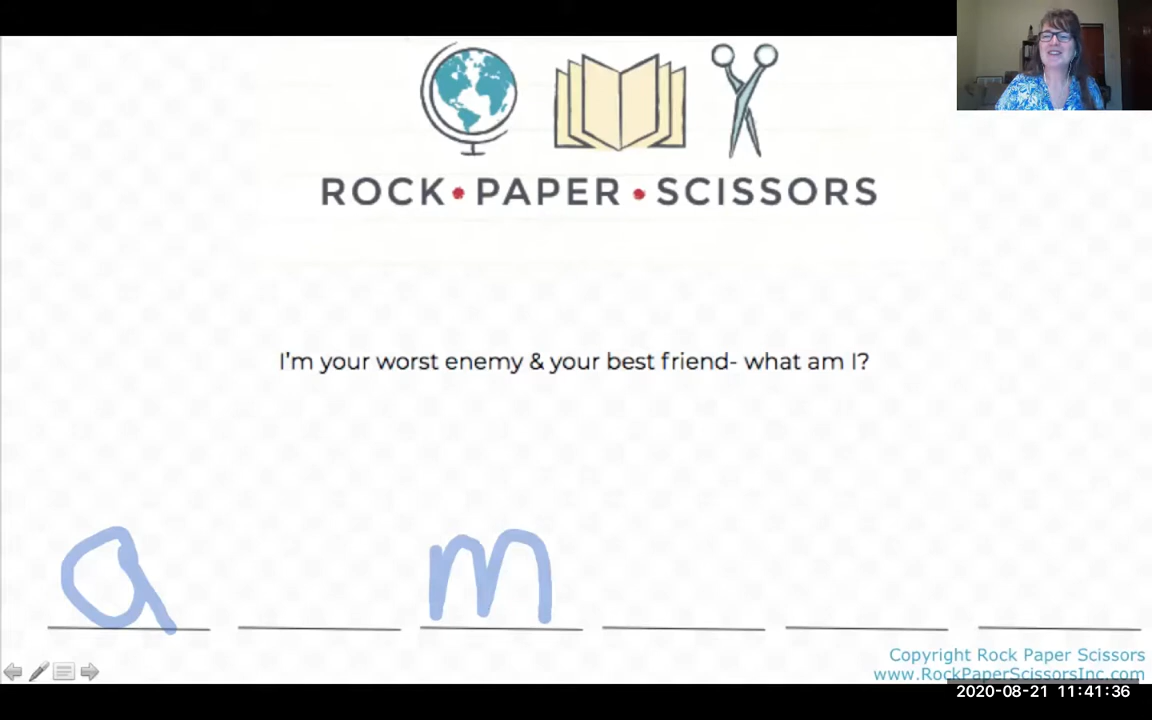 ROCK•PAPER•SCISSORS
I'm your worst enemy & your best friend- what am I?
a m
Copyright Rock Paper Scissors
www.RockPaperScissorsInc.com
2020-08-21 11:41:36